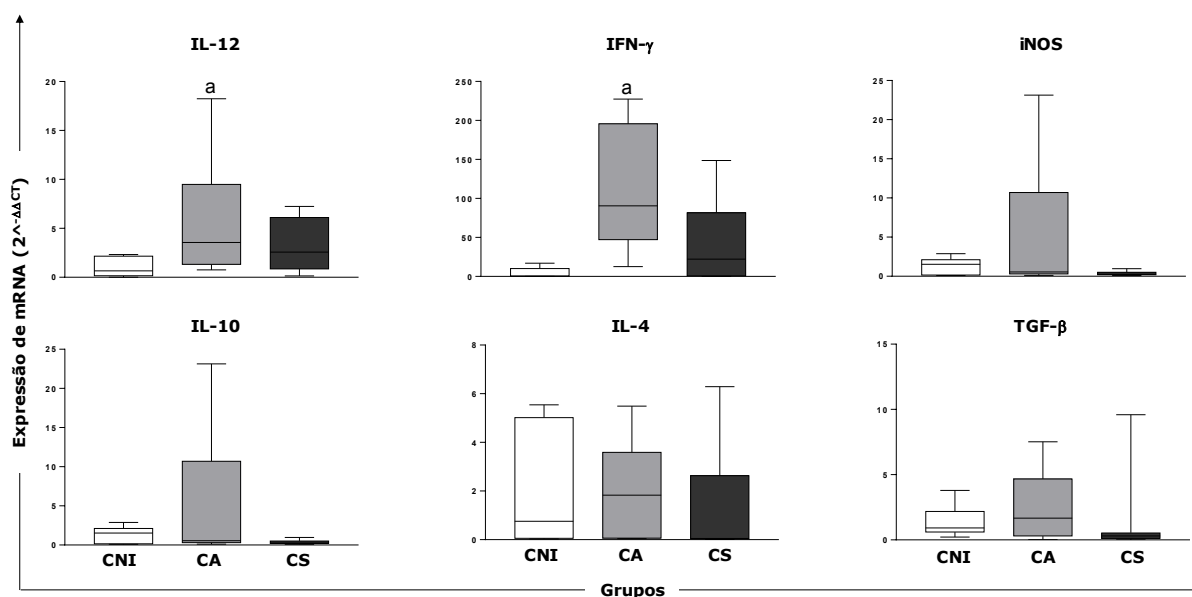 IL-12
IFN-γ
iNOS
a
a
20
15
10
5
0
250
200
150
100
50
0
25
20
15
10
5
0
Expressão de mRNA (2^-ΔΔCT)
IL-10
IL-4
TGF-β
25
20
15
10
5
0
8
6
4
2
0
15
10
5
0
CNI CA CS
CNI CA CS
CNI CA CS
Grupos